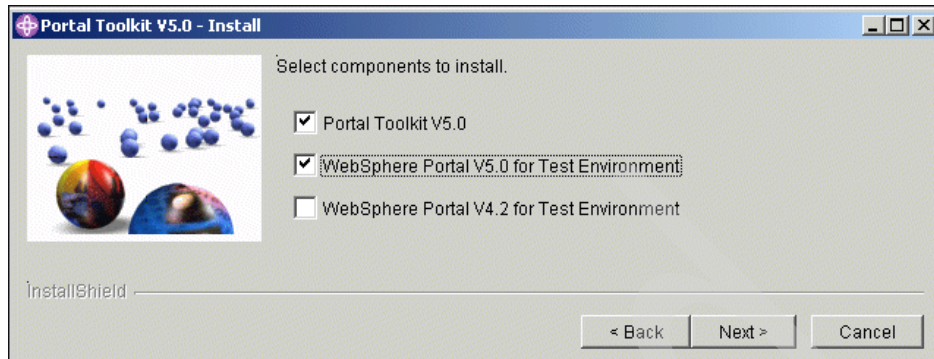 Portal Toolkit V5.0 - Install
Select components to install.
Portal Toolkit V5.0
WebSphere Portal V5.0 for Test Environment
WebSphere Portal V4.2 for Test Environment
InstallShield
< Back Next > Cancel